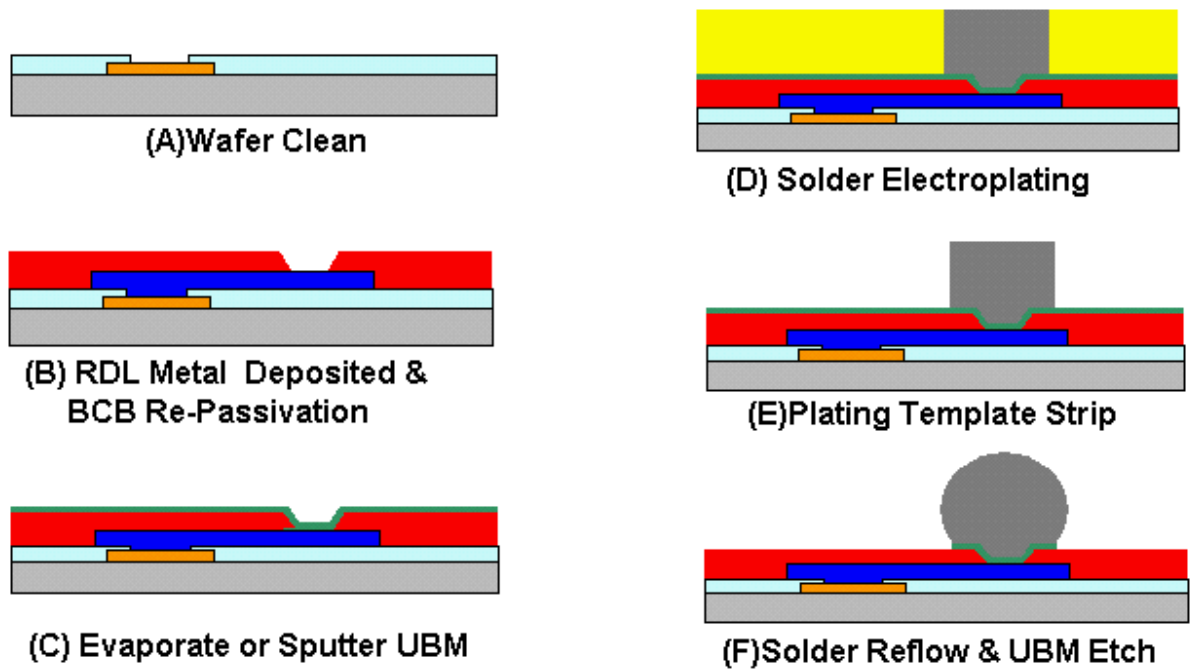 (A)Wafer Clean
(B) RDL Metal Deposited &
BCB Re-Passivation
(C) Evaporate or Sputter UBM
(D) Solder Electroplating
(E)Plating Template Strip
(F)Solder Reflow & UBM Etch